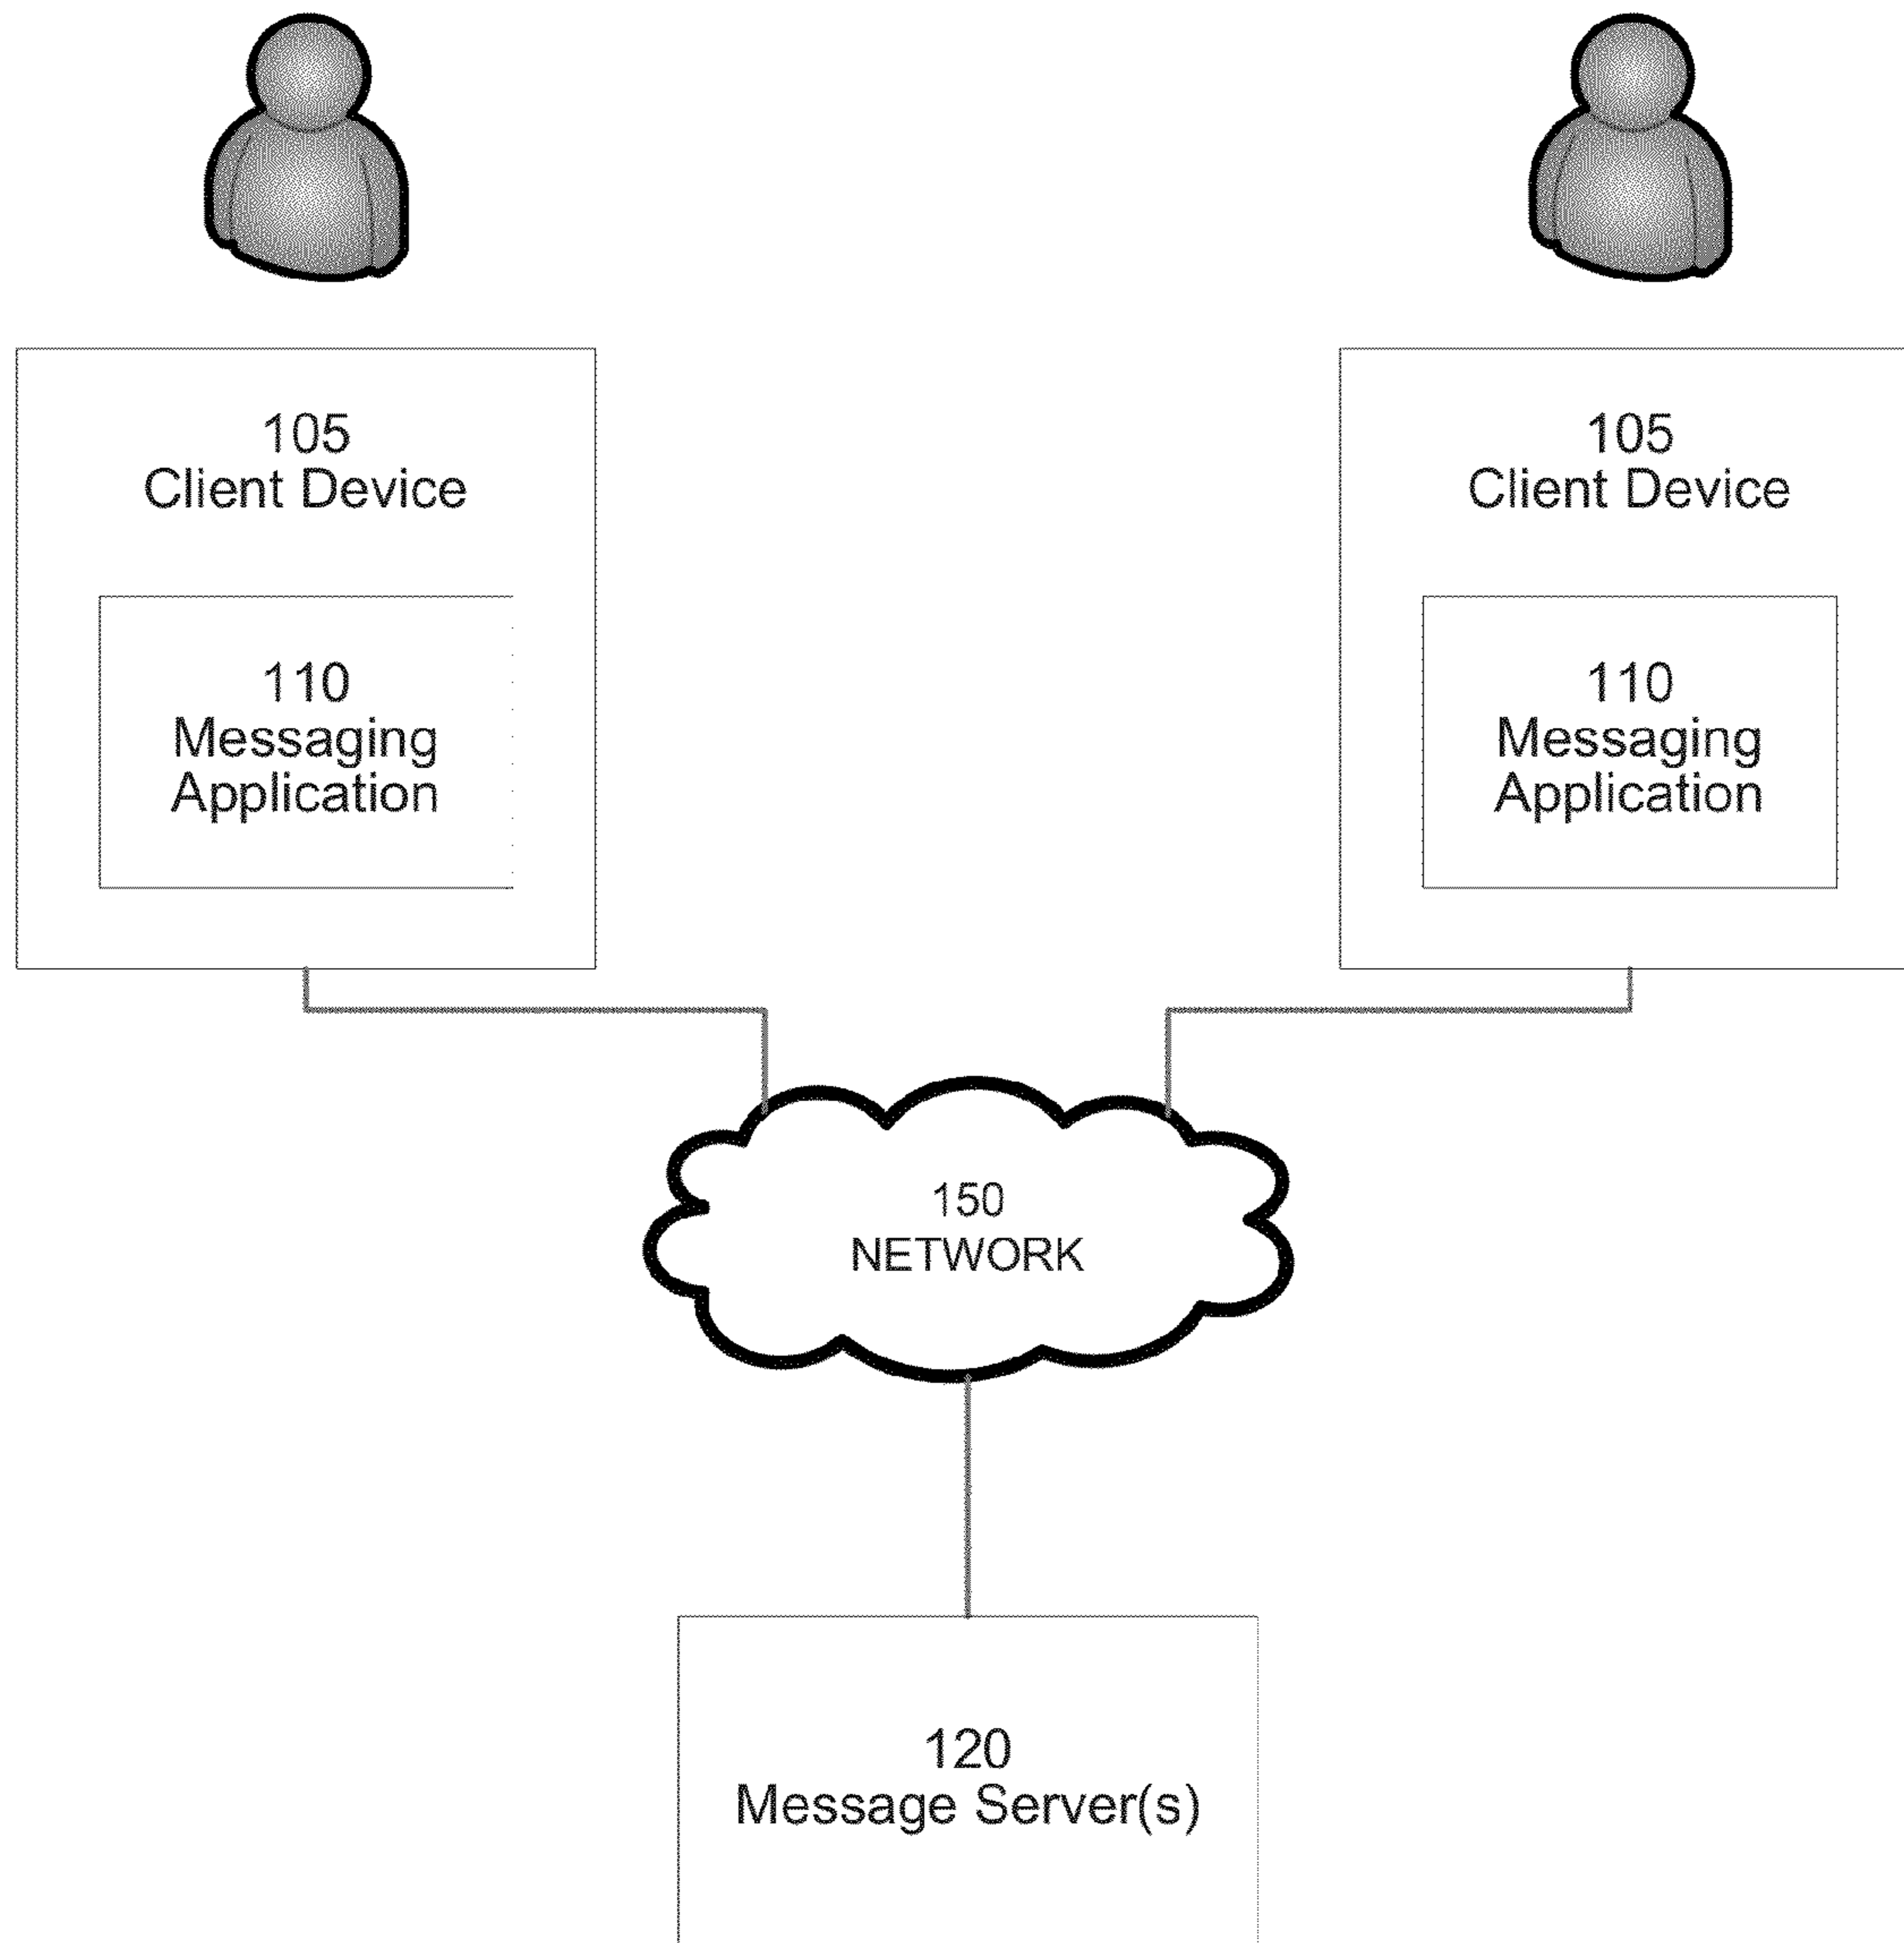 105
Client Device
105
Client Device
110
Messaging
Application
110
Messaging
Application
150
NETWORK
120
Message Server(s)